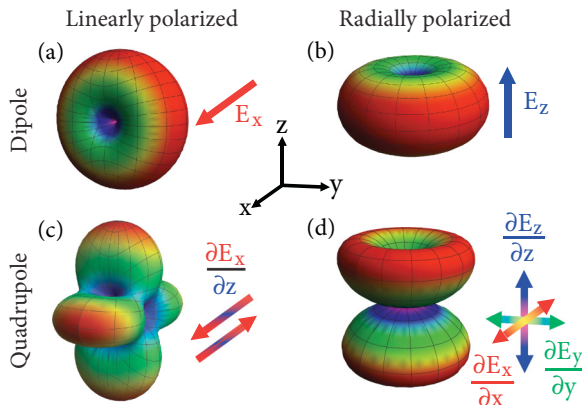 Linearly polarized
Radially polarized
Dipole
(a)
E_x
(b)
E_z
z
x
y
Quadrupole
(c)
∂E_x
∂z
(d)
∂E_z
∂z
∂E_x
∂x
∂E_y
∂y